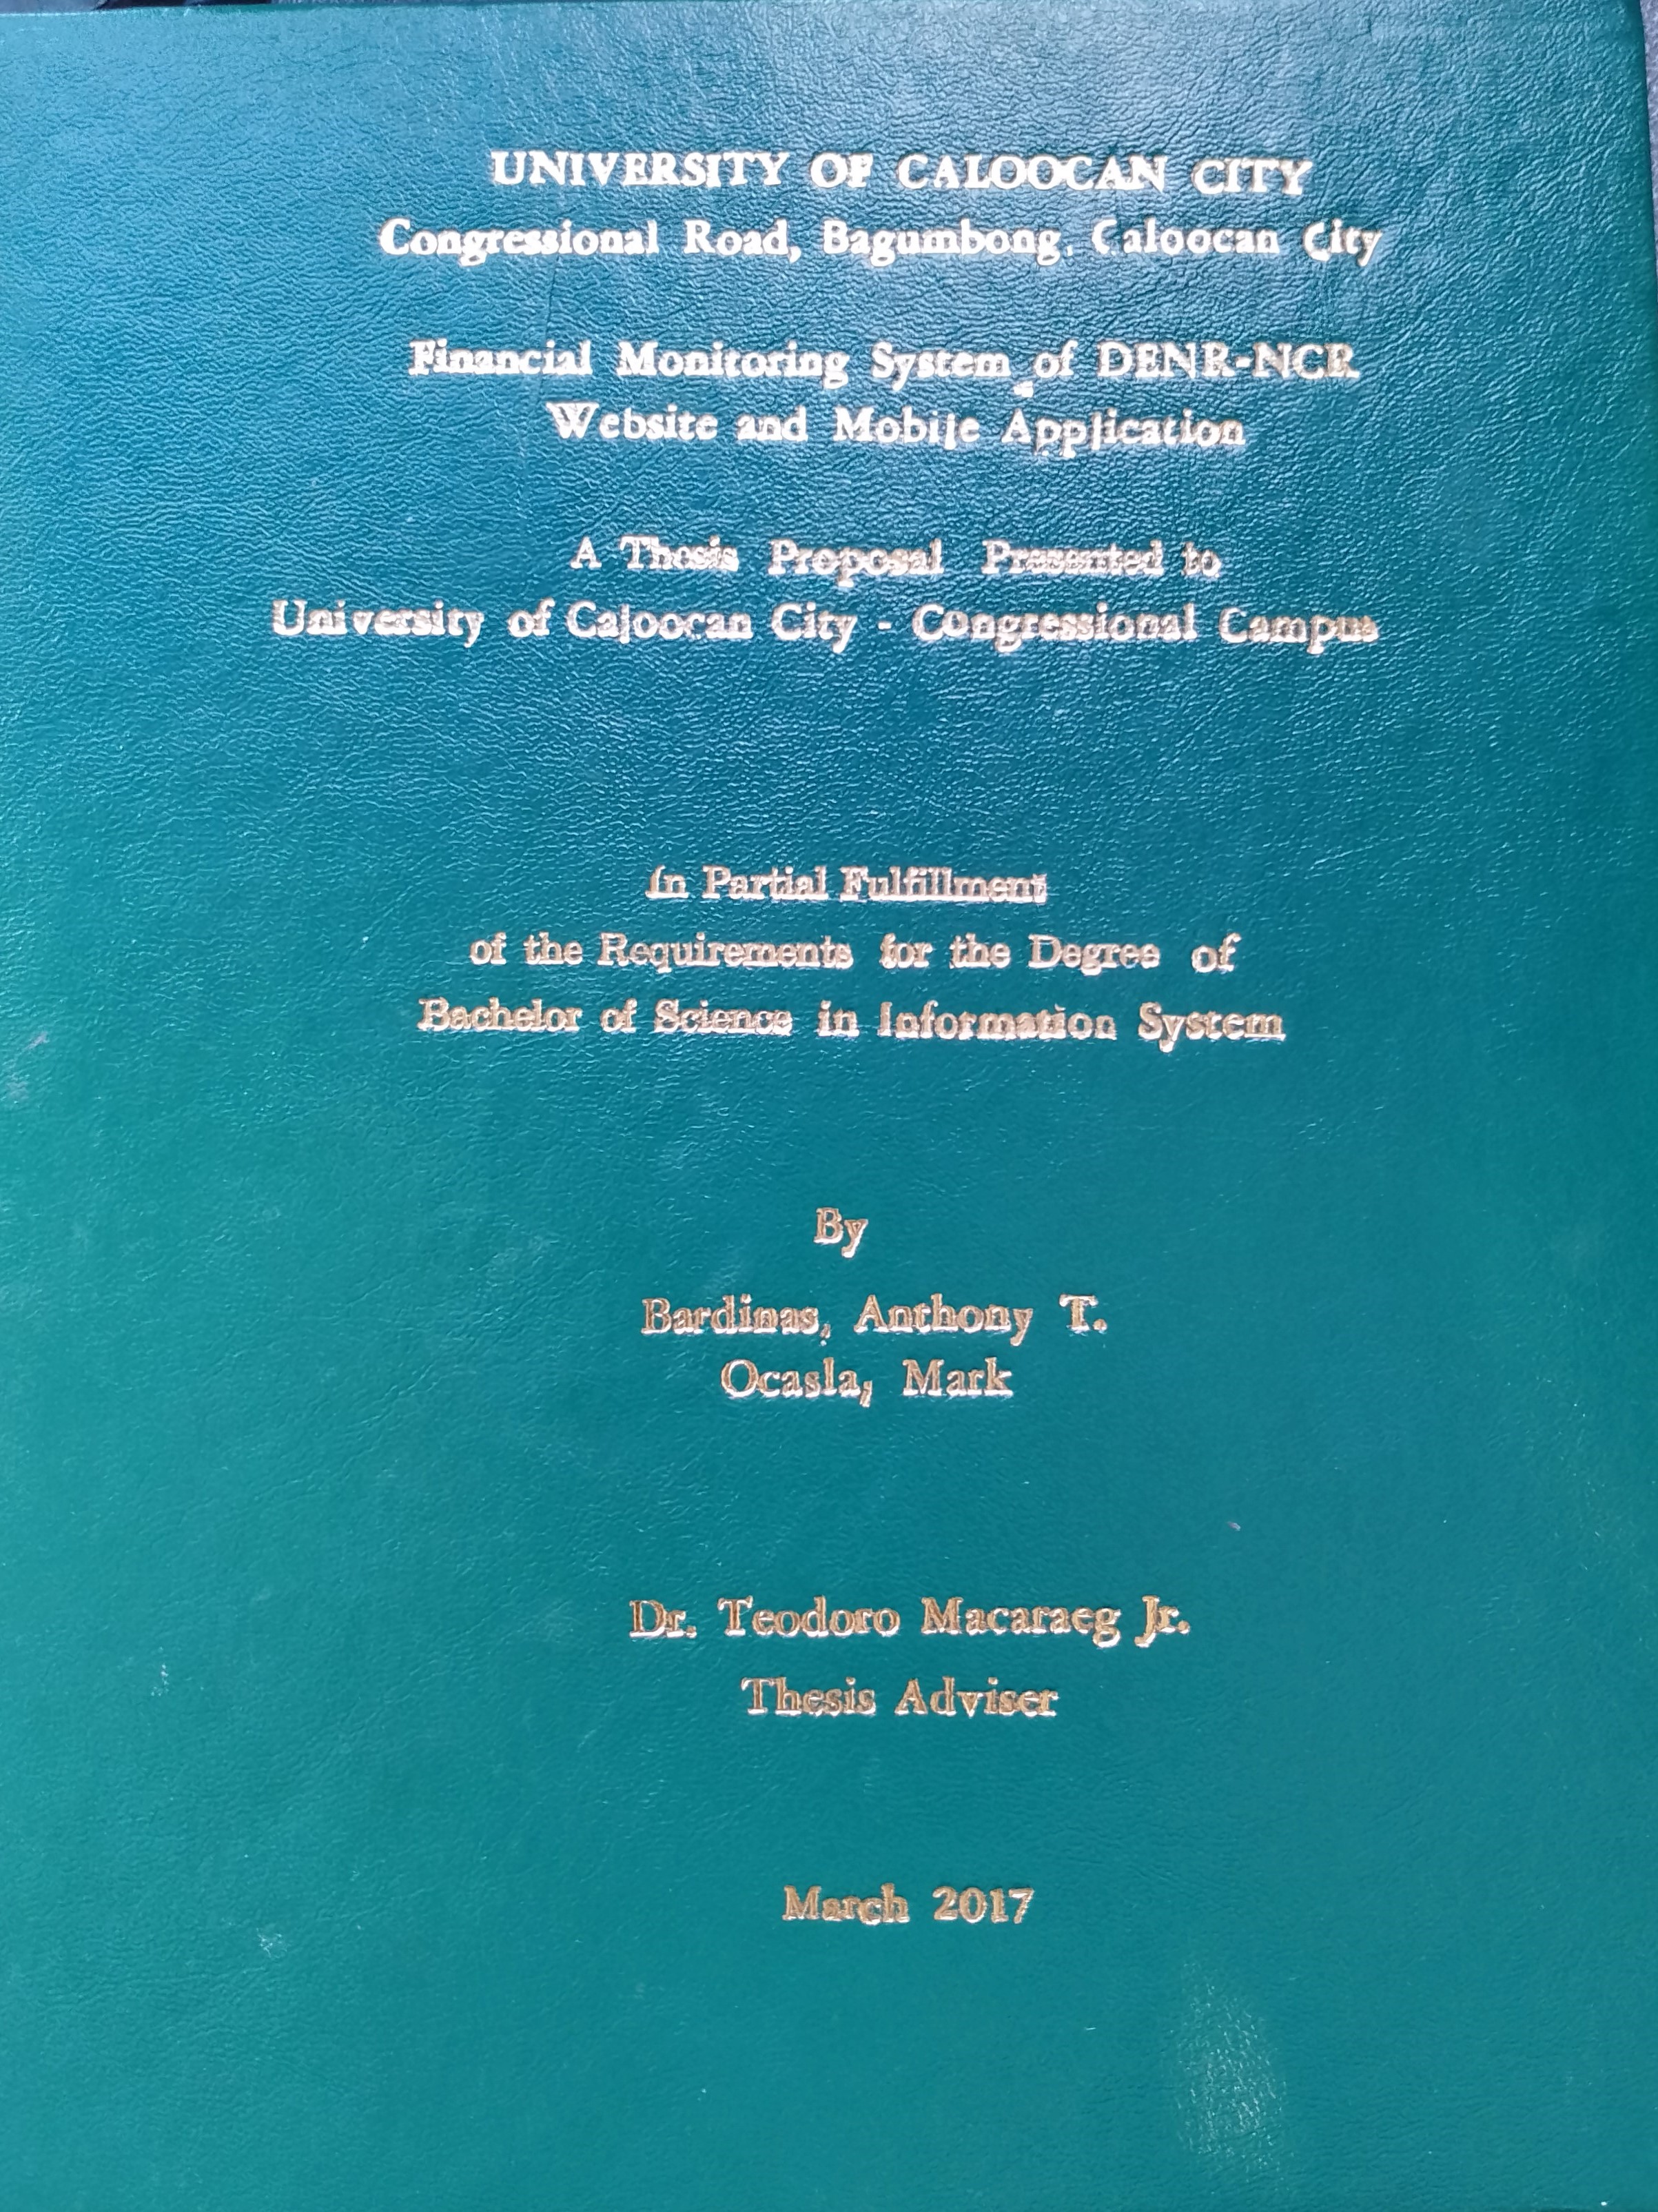 UNIVERSITY OF CALOOCAN CITY
Congressional Road, Bagumbong, Caloocan City
Financial Monitoring System of DENR-NCR
Website and Mobile Application
A Thesis Proposal Presented to
University of Caloocan City - Congressional Campus
In Partial Fulfillment
of the Requirements for the Degree of
Bachelor of Science in Information System
By
Bardinas, Anthony T.
Ocasla, Mark
Dr. Teodoro Macaraeg Jr.
Thesis Adviser
March 2017